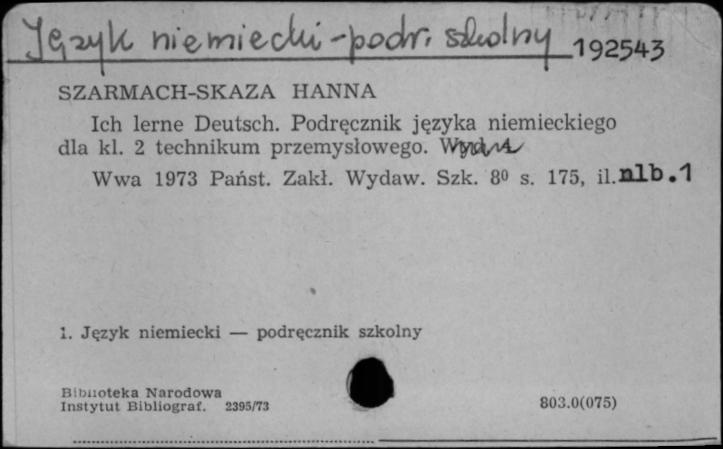 Język niemiecki - podr. szkolny 192543
SZARMACH-SKAZA HANNA
Ich lerne Deutsch. Podręcznik języka niemieckiego
dla kl. 2 technikum przemysłowego.
Wwa 1973 Państ. Zakł. Wydaw. Szk. 8⁰ s. 175, il. nlb.1
1. Język niemiecki — podręcznik szkolny
Biblioteka Narodowa
Instytut Bibliograf. 2395/73 803.0(075)